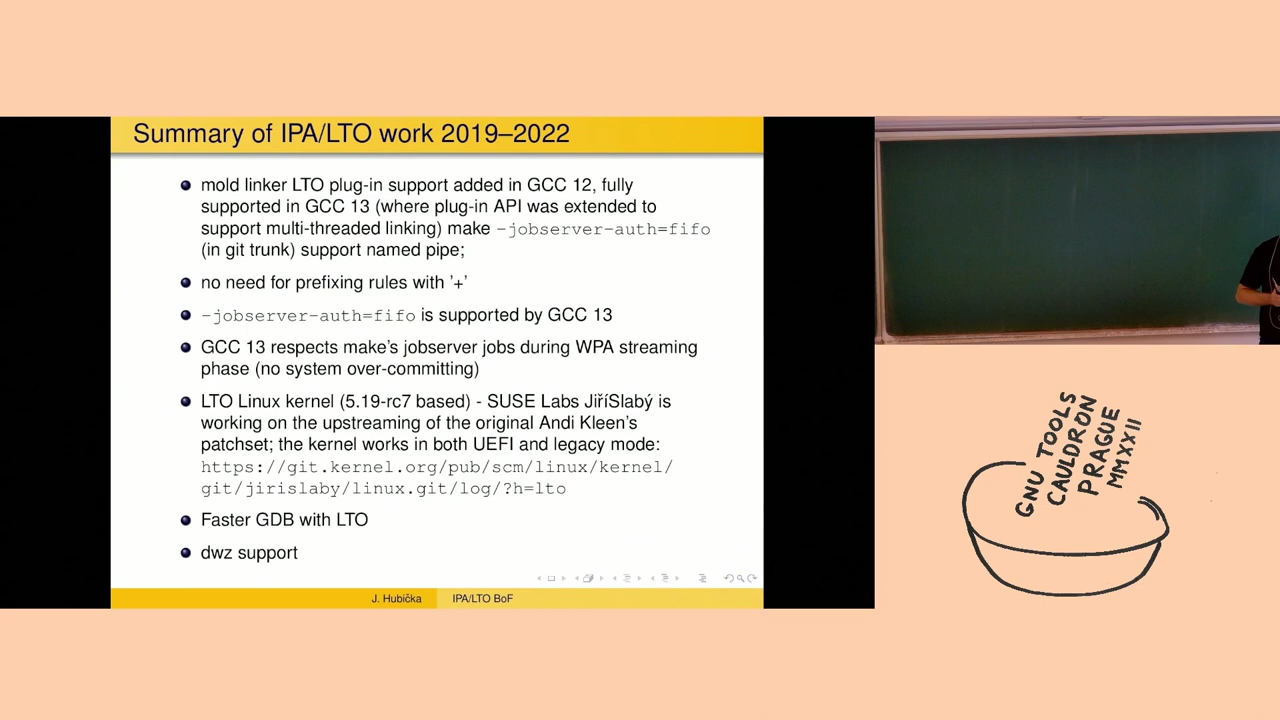 Summary of IPA/LTO work 2019–2022
mold linker LTO plug-in support added in GCC 12, fully
supported in GCC 13 (where plug-in API was extended to
support multi-threaded linking) make -jobserver-auth=fifo
(in git trunk) support named pipe;
no need for prefixing rules with '+'
-jobserver-auth=fifo is supported by GCC 13
GCC 13 respects make's jobserver jobs during WPA streaming
phase (no system over-committing)
LTO Linux kernel (5.19-rc7 based) - SUSE Labs JiříSlabý is
working on the upstreaming of the original Andi Kleen's
patchset; the kernel works in both UEFI and legacy mode:
https://git.kernel.org/pub/scm/linux/kernel/
git/jirislaby/linux.git/log/?h=lto
Faster GDB with LTO
dwz support
J. Hubička IPA/LTO BoF
GNU TOOLS
CAULDRON
PRAGUE
MMXXII